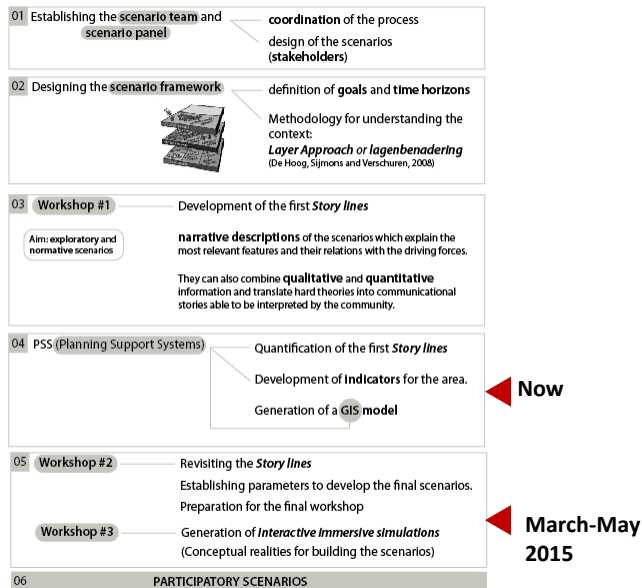 01 Establishing the scenario team and
scenario panel
coordination of the process
design of the scenarios
(stakeholders)
02 Designing the scenario framework
definition of goals and time horizons
Methodology for understanding the
context:
Layer Approach or lagenbenadering
(De Hoog, Sijmons and Verschuren, 2008)
03 Workshop #1
Development of the first Story lines
Aim: exploratory and
normative scenarios
narrative descriptions of the scenarios which explain the
most relevant features and their relations with the driving forces.
They can also combine qualitative and quantitative
information and translate hard theories into communicational
stories able to be interpreted by the community.
04 PSS (Planning Support Systems)
Quantification of the first Story lines
Development of indicators for the area.
Generation of a GIS model
Now
05 Workshop #2
Revisiting the Story lines
Establishing parameters to develop the final scenarios.
Preparation for the final workshop
Workshop #3
Generation of Interactive immersive simulations
(Conceptual realities for building the scenarios)
March-May
2015
06 PARTICIPATORY SCENARIOS